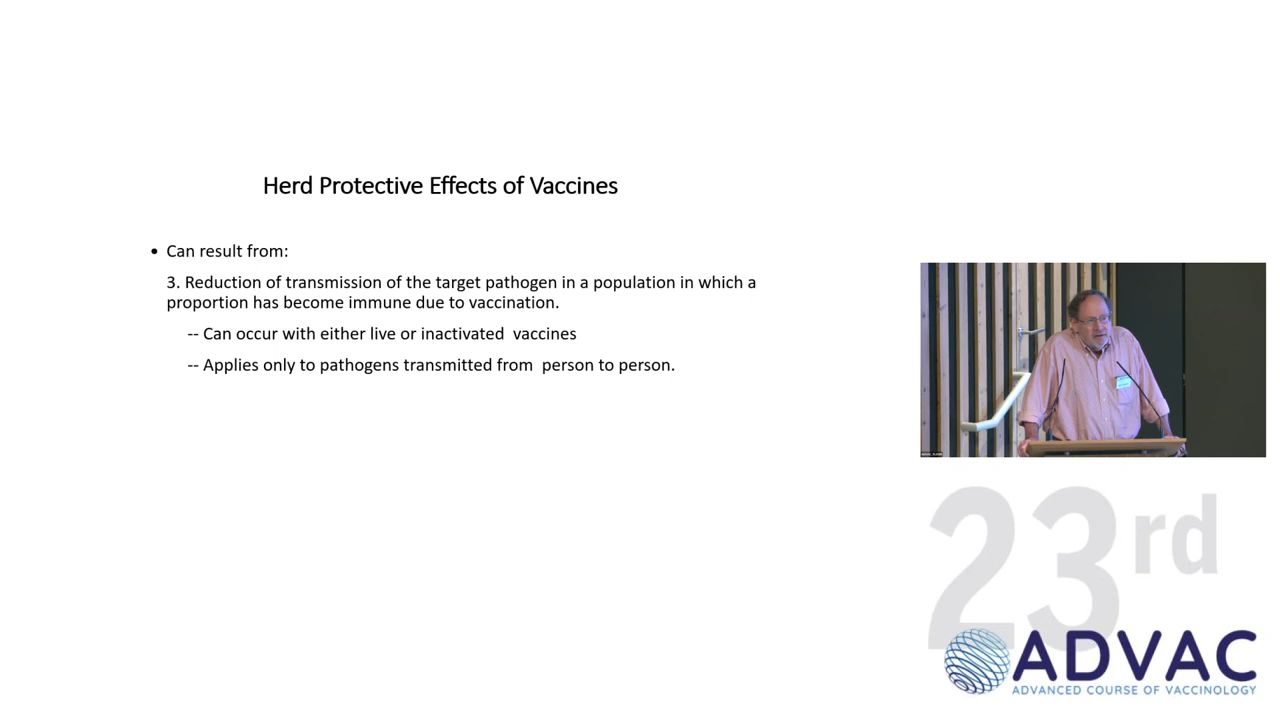 Herd Protective Effects of Vaccines
• Can result from:
3. Reduction of transmission of the target pathogen in a population in which a
proportion has become immune due to vaccination.
-- Can occur with either live or inactivated  vaccines
-- Applies only to pathogens transmitted from  person to person.
23rd
ADVAC
ADVANCED COURSE OF VACCINOLOGY